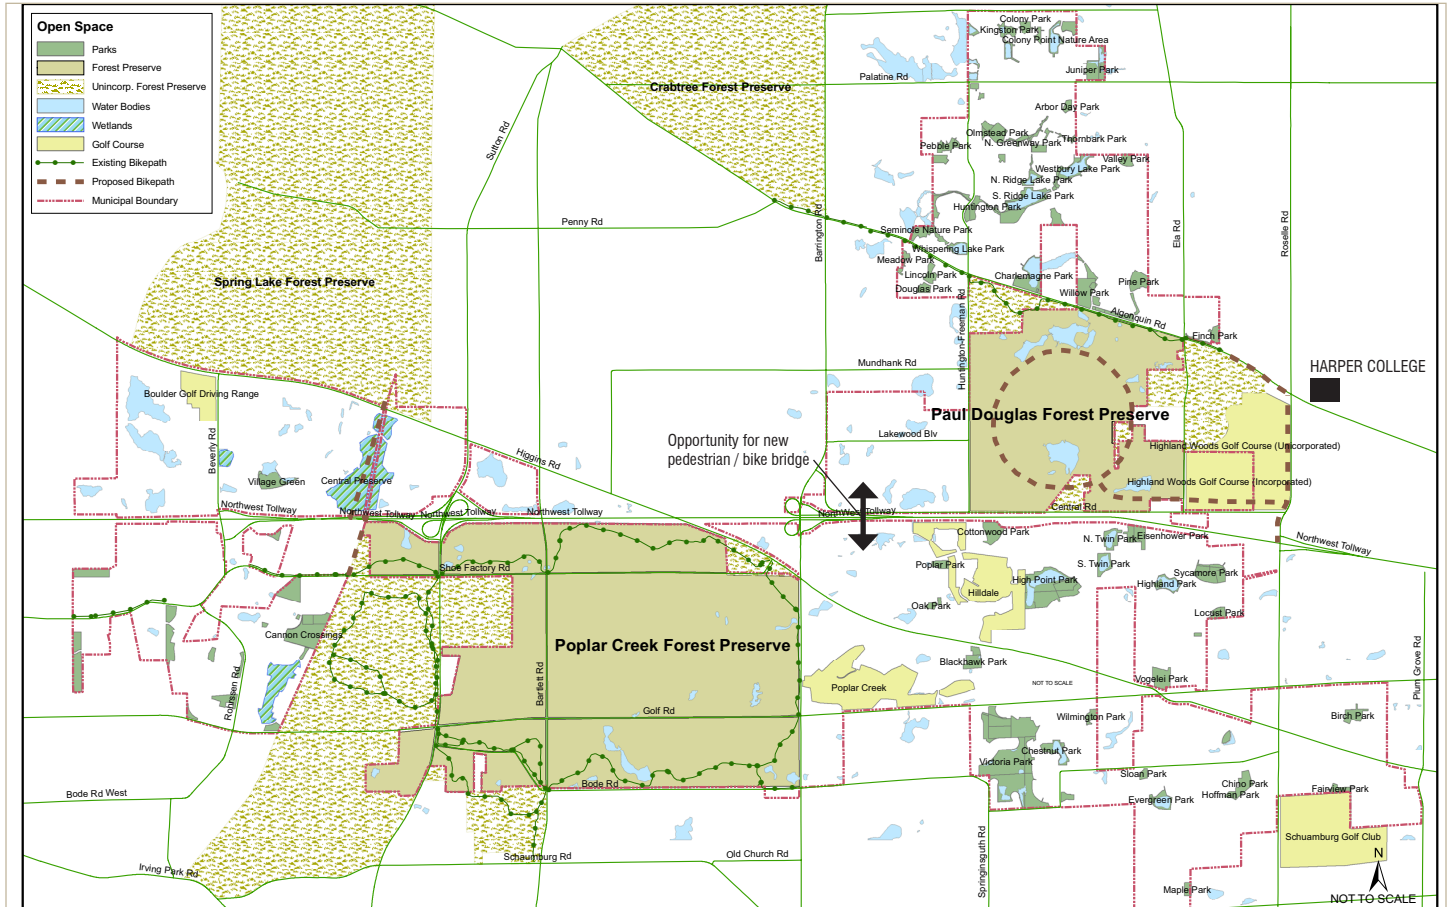 Open Space
Parks
Forest Preserve
Unincorp. Forest Preserve
Water Bodies
Wetlands
Golf Course
Existing Bikepath
Proposed Bikepath
Municipal Boundary
Colony Park
Kingston Park
Colony Point Nature Area
Juniper Park
Palatine Rd
Crabtree Forest Preserve
Arbor Day Park
Sutton Rd
Olmstead Park
Thornbark Park
N. Greenway Park
Pebble Park
Valley Park
Westbury Lake Park
N. Ridge Lake Park
S. Ridge Lake Park
Huntington Park
Penny Rd
Barrington Rd
Ela Rd
Roselle Rd
Seminole Nature Park
Whispering Lake Park
Meadow Park
Lincoln Park
Charlemagne Park
Douglas Park
Willow Park
Pine Park
Spring Lake Forest Preserve
Huntington-Freeman Rd
Algonquin Rd
Finch Park
Mundhank Rd
HARPER COLLEGE
Boulder Golf Driving Range
Paul Douglas Forest Preserve
Beverly Rd
Lakewood Blv
Opportunity for new
pedestrian / bike bridge
Highland Woods Golf Course (Unicorporated)
Higgins Rd
Village Green
Central Preserve
Highland Woods Golf Course (Incorporated)
Northwest Tollway
Northwest Tollway
Northwest Tollway
Northwest Tollway
NorthWest Tollway
Central Rd
Cottonwood Park
N. Twin Park
Eisenhower Park
Northwest Tollway
Shoe Factory Rd
Poplar Park
S. Twin Park
Sycamore Park
High Point Park
Highland Park
Hilldale
Oak Park
Locust Park
Cannon Crossings
Poplar Creek Forest Preserve
Blackhawk Park
Rohrssen Rd
Bartlett Rd
Poplar Creek
NOT TO SCALE
Vogelei Park
Plum Grove Rd
Golf Rd
Wilmington Park
Birch Park
Chestnut Park
Victoria Park
Sloan Park
Bode Rd
Chino Park
Hoffman Park
Fairview Park
Bode Rd West
Evergreen Park
Springinsguth Rd
Schuamburg Golf Club
Schaumburg Rd
Old Church Rd
N
Irving Park Rd
Maple Park
NOT TO SCALE